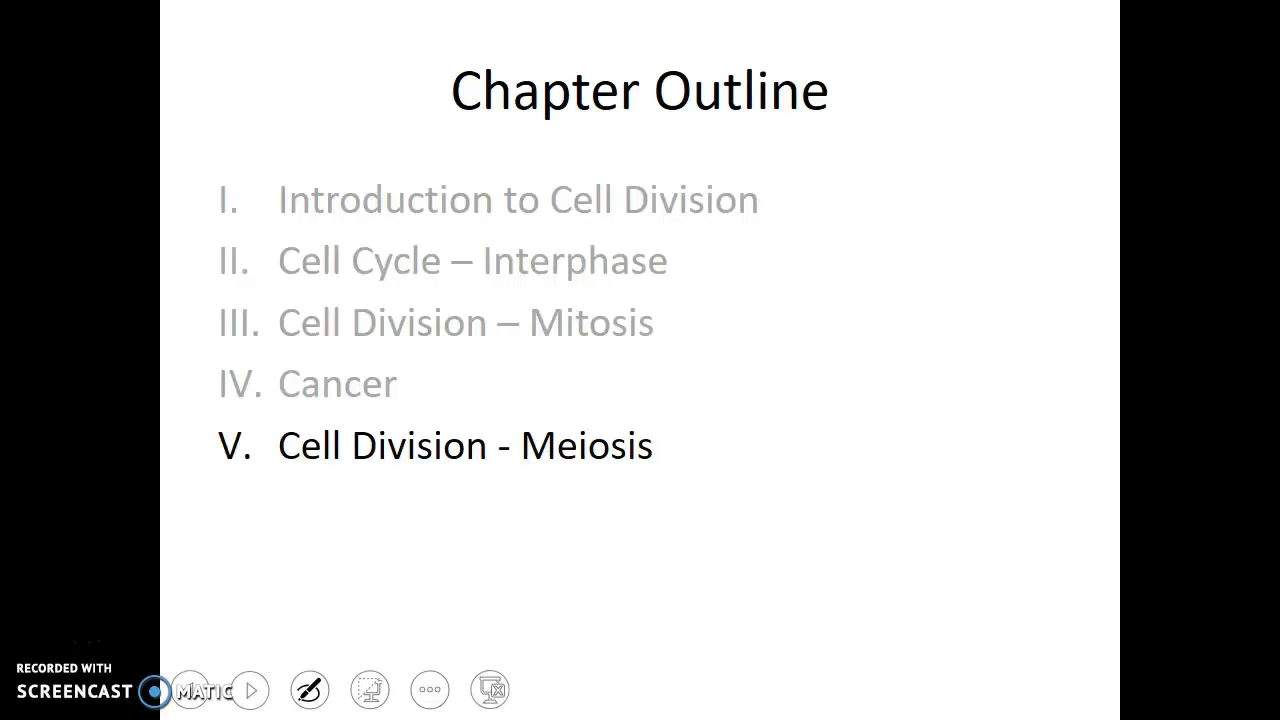 Chapter Outline
I. Introduction to Cell Division
II. Cell Cycle – Interphase
III. Cell Division – Mitosis
IV. Cancer
V. Cell Division - Meiosis
RECORDED WITH
SCREENCAST MATIC